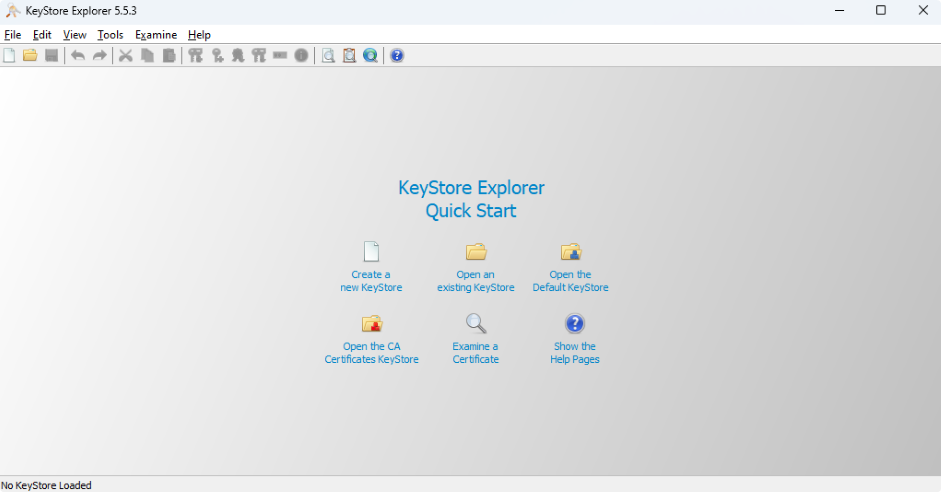 KeyStore Explorer 5.5.3
File Edit View Tools Examine Help
KeyStore Explorer
Quick Start
Create a
new KeyStore
Open an
existing KeyStore
Open the
Default KeyStore
Open the CA
Certificates KeyStore
Examine a
Certificate
Show the
Help Pages
No KeyStore Loaded